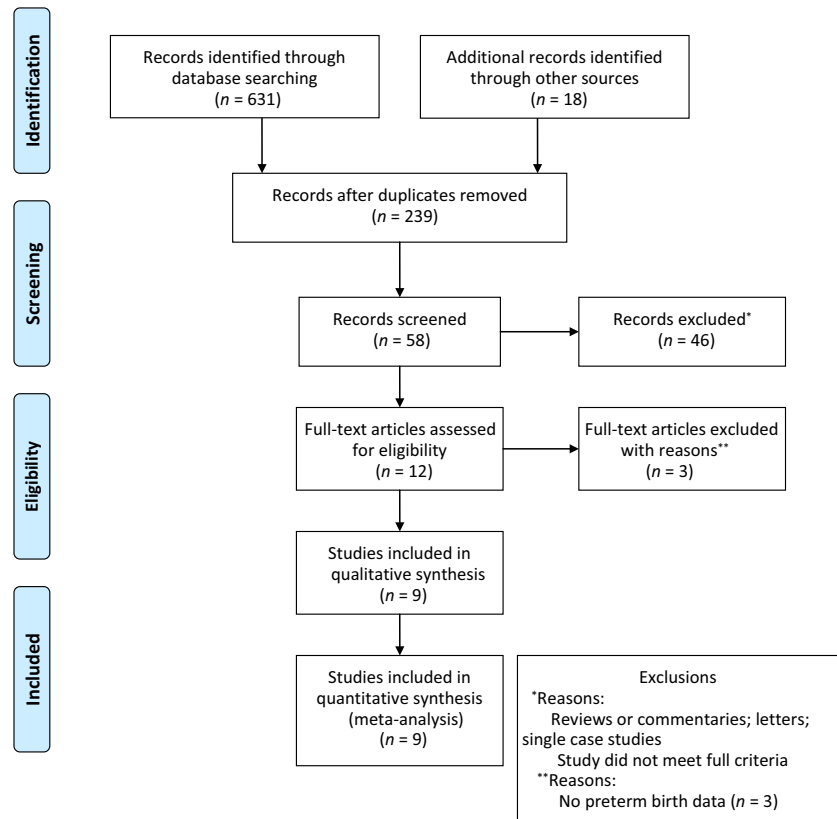 Identification
Records identified through
database searching
(n = 631)
Additional records identified
through other sources
(n = 18)
Records after duplicates removed
(n = 239)
Screening
Records screened
(n = 58)
Records excluded*
(n = 46)
Eligibility
Full-text articles assessed
for eligibility
(n = 12)
Full-text articles excluded
with reasons**
(n = 3)
Studies included in
qualitative synthesis
(n = 9)
Included
Studies included in
quantitative synthesis
(meta-analysis)
(n = 9)
Exclusions
*Reasons:
Reviews or commentaries; letters;
single case studies
Study did not meet full criteria
**Reasons:
No preterm birth data (n = 3)